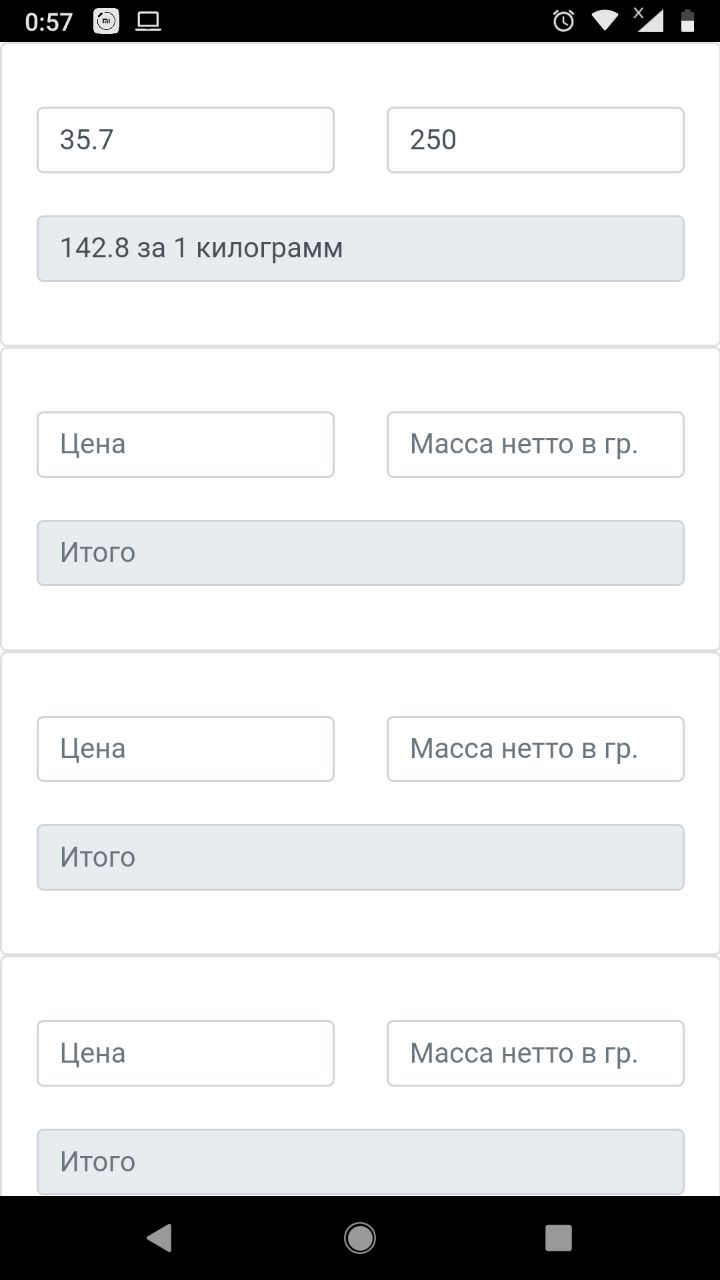 0:57
35.7
250
142.8 за 1 килограмм
Цена
Масса нетто в гр.
Итого
Цена
Масса нетто в гр.
Итого
Цена
Масса нетто в гр.
Итого